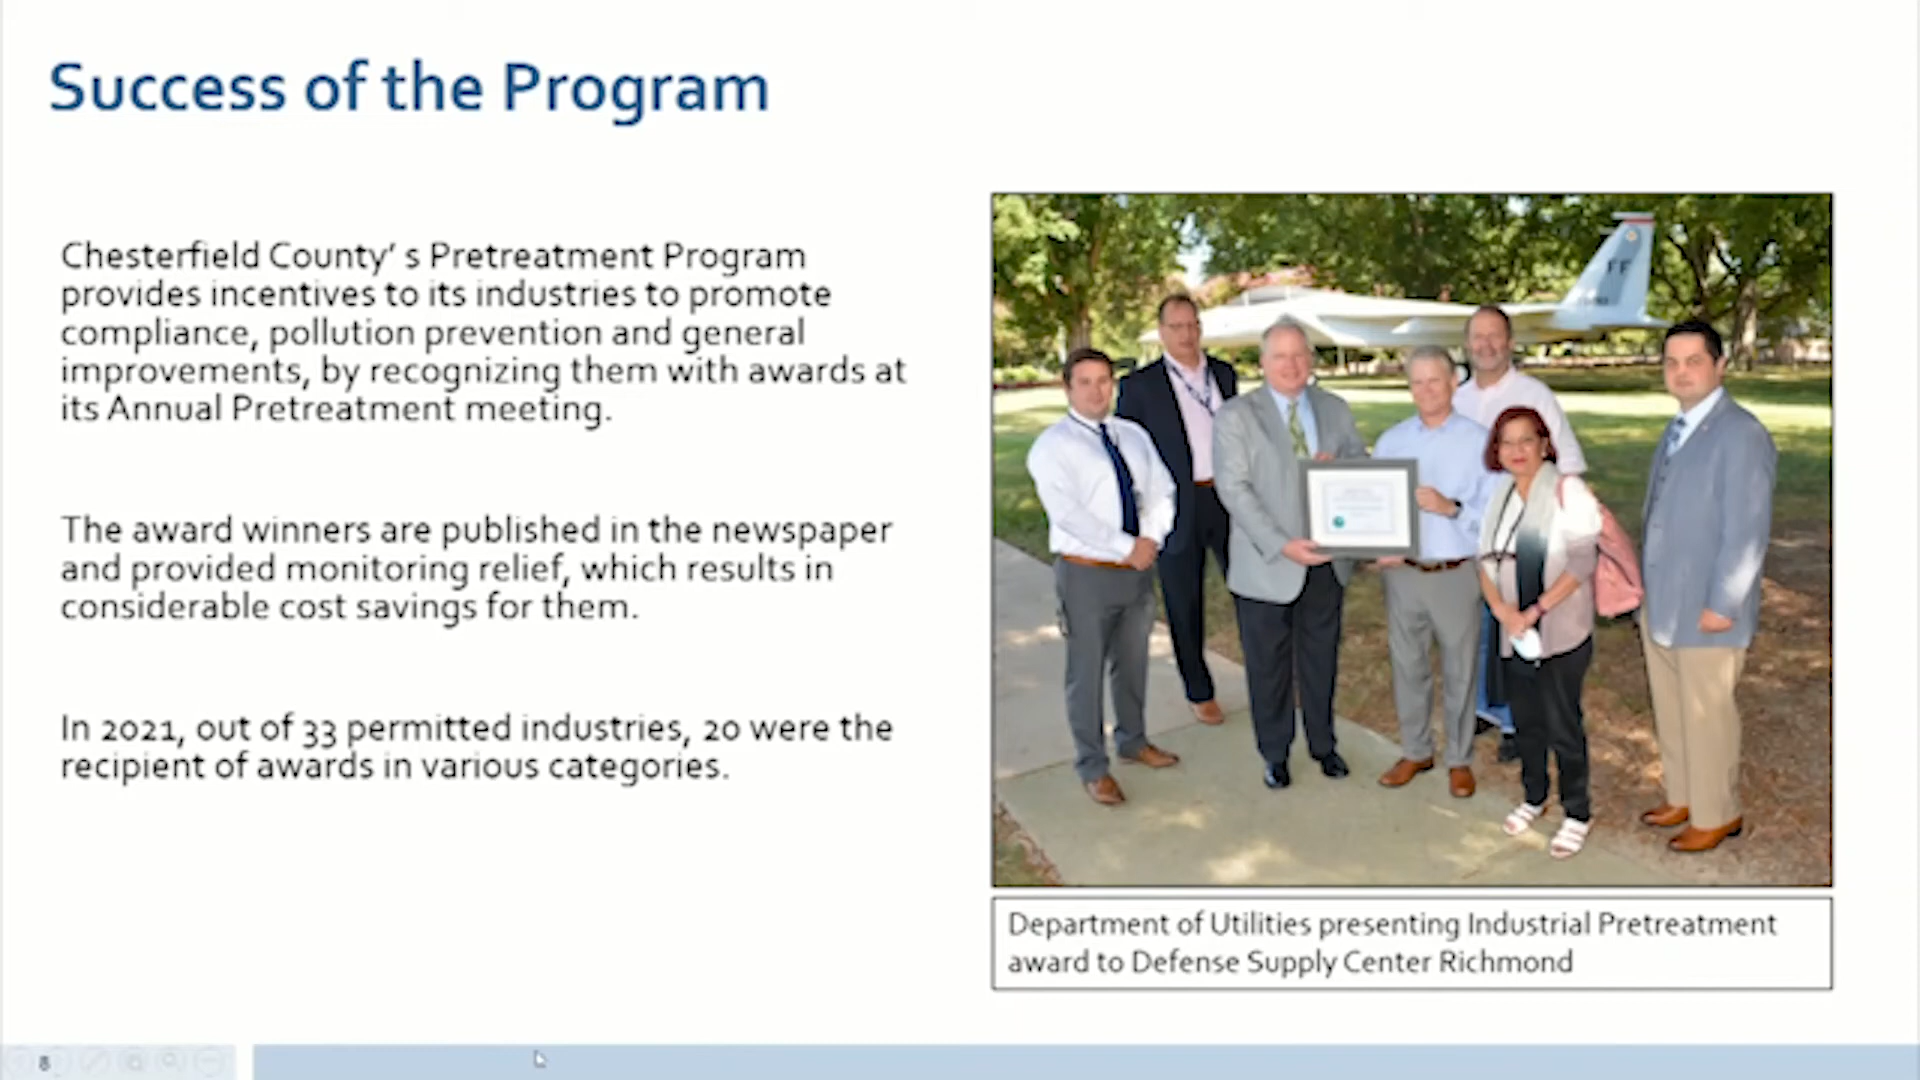 Success of the Program
Chesterfield County’ s Pretreatment Program
provides incentives to its industries to promote
compliance, pollution prevention and general
improvements, by recognizing them with awards at
its Annual Pretreatment meeting.
The award winners are published in the newspaper
and provided monitoring relief, which results in
considerable cost savings for them.
In 2021, out of 33 permitted industries, 20 were the
recipient of awards in various categories.
FF
Department of Utilities presenting Industrial Pretreatment
award to Defense Supply Center Richmond
8